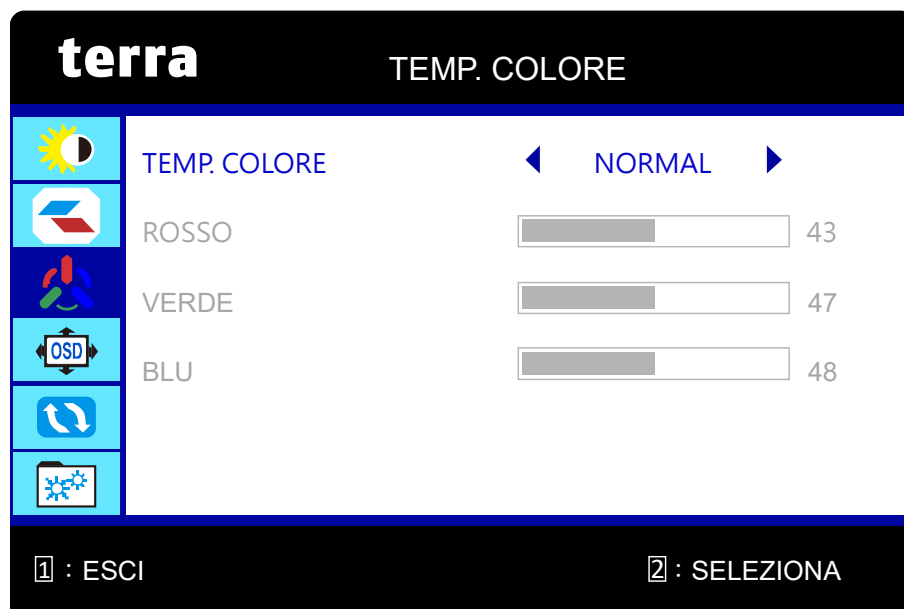 terra
TEMP. COLORE
TEMP. COLORE NORMAL
ROSSO 43
VERDE 47
OSD
BLU 48
1 : ESCI 2 : SELEZIONA